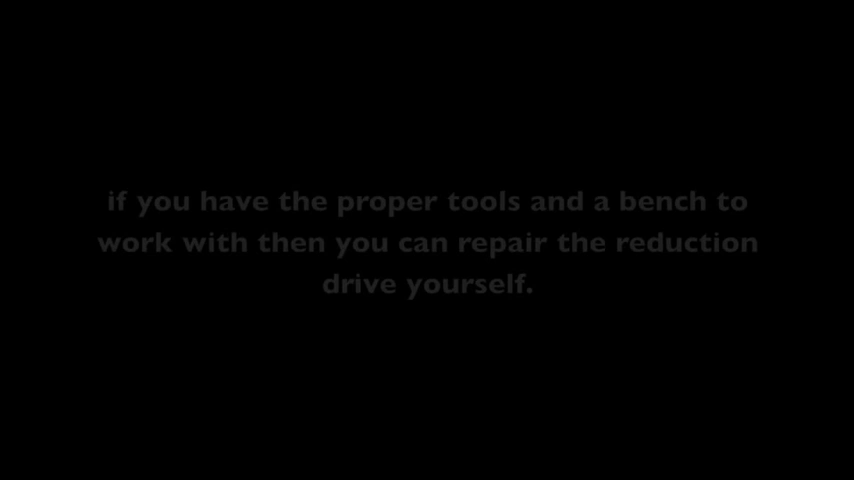 if you have the proper tools and a bench to
work with then you can repair the reduction
drive yourself.